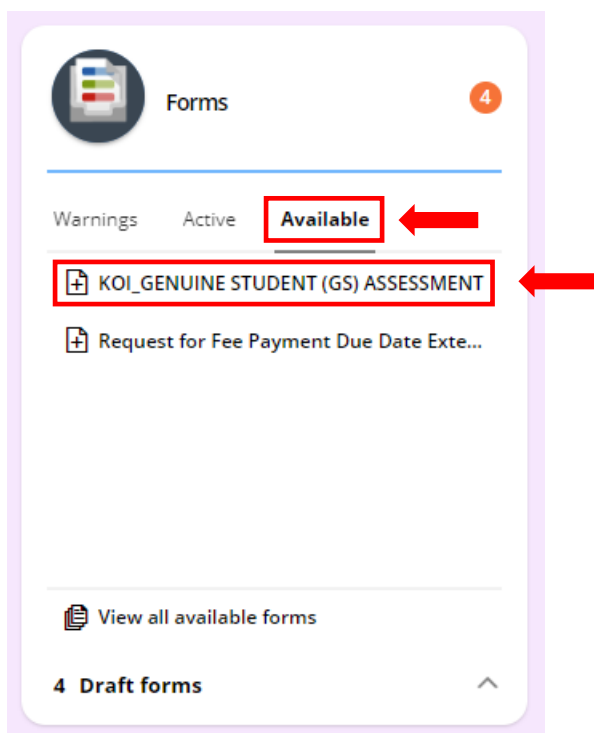 Forms
4
Warnings Active Available
KOI_GENUINE STUDENT (GS) ASSESSMENT
Request for Fee Payment Due Date Exte...
View all available forms
4 Draft forms